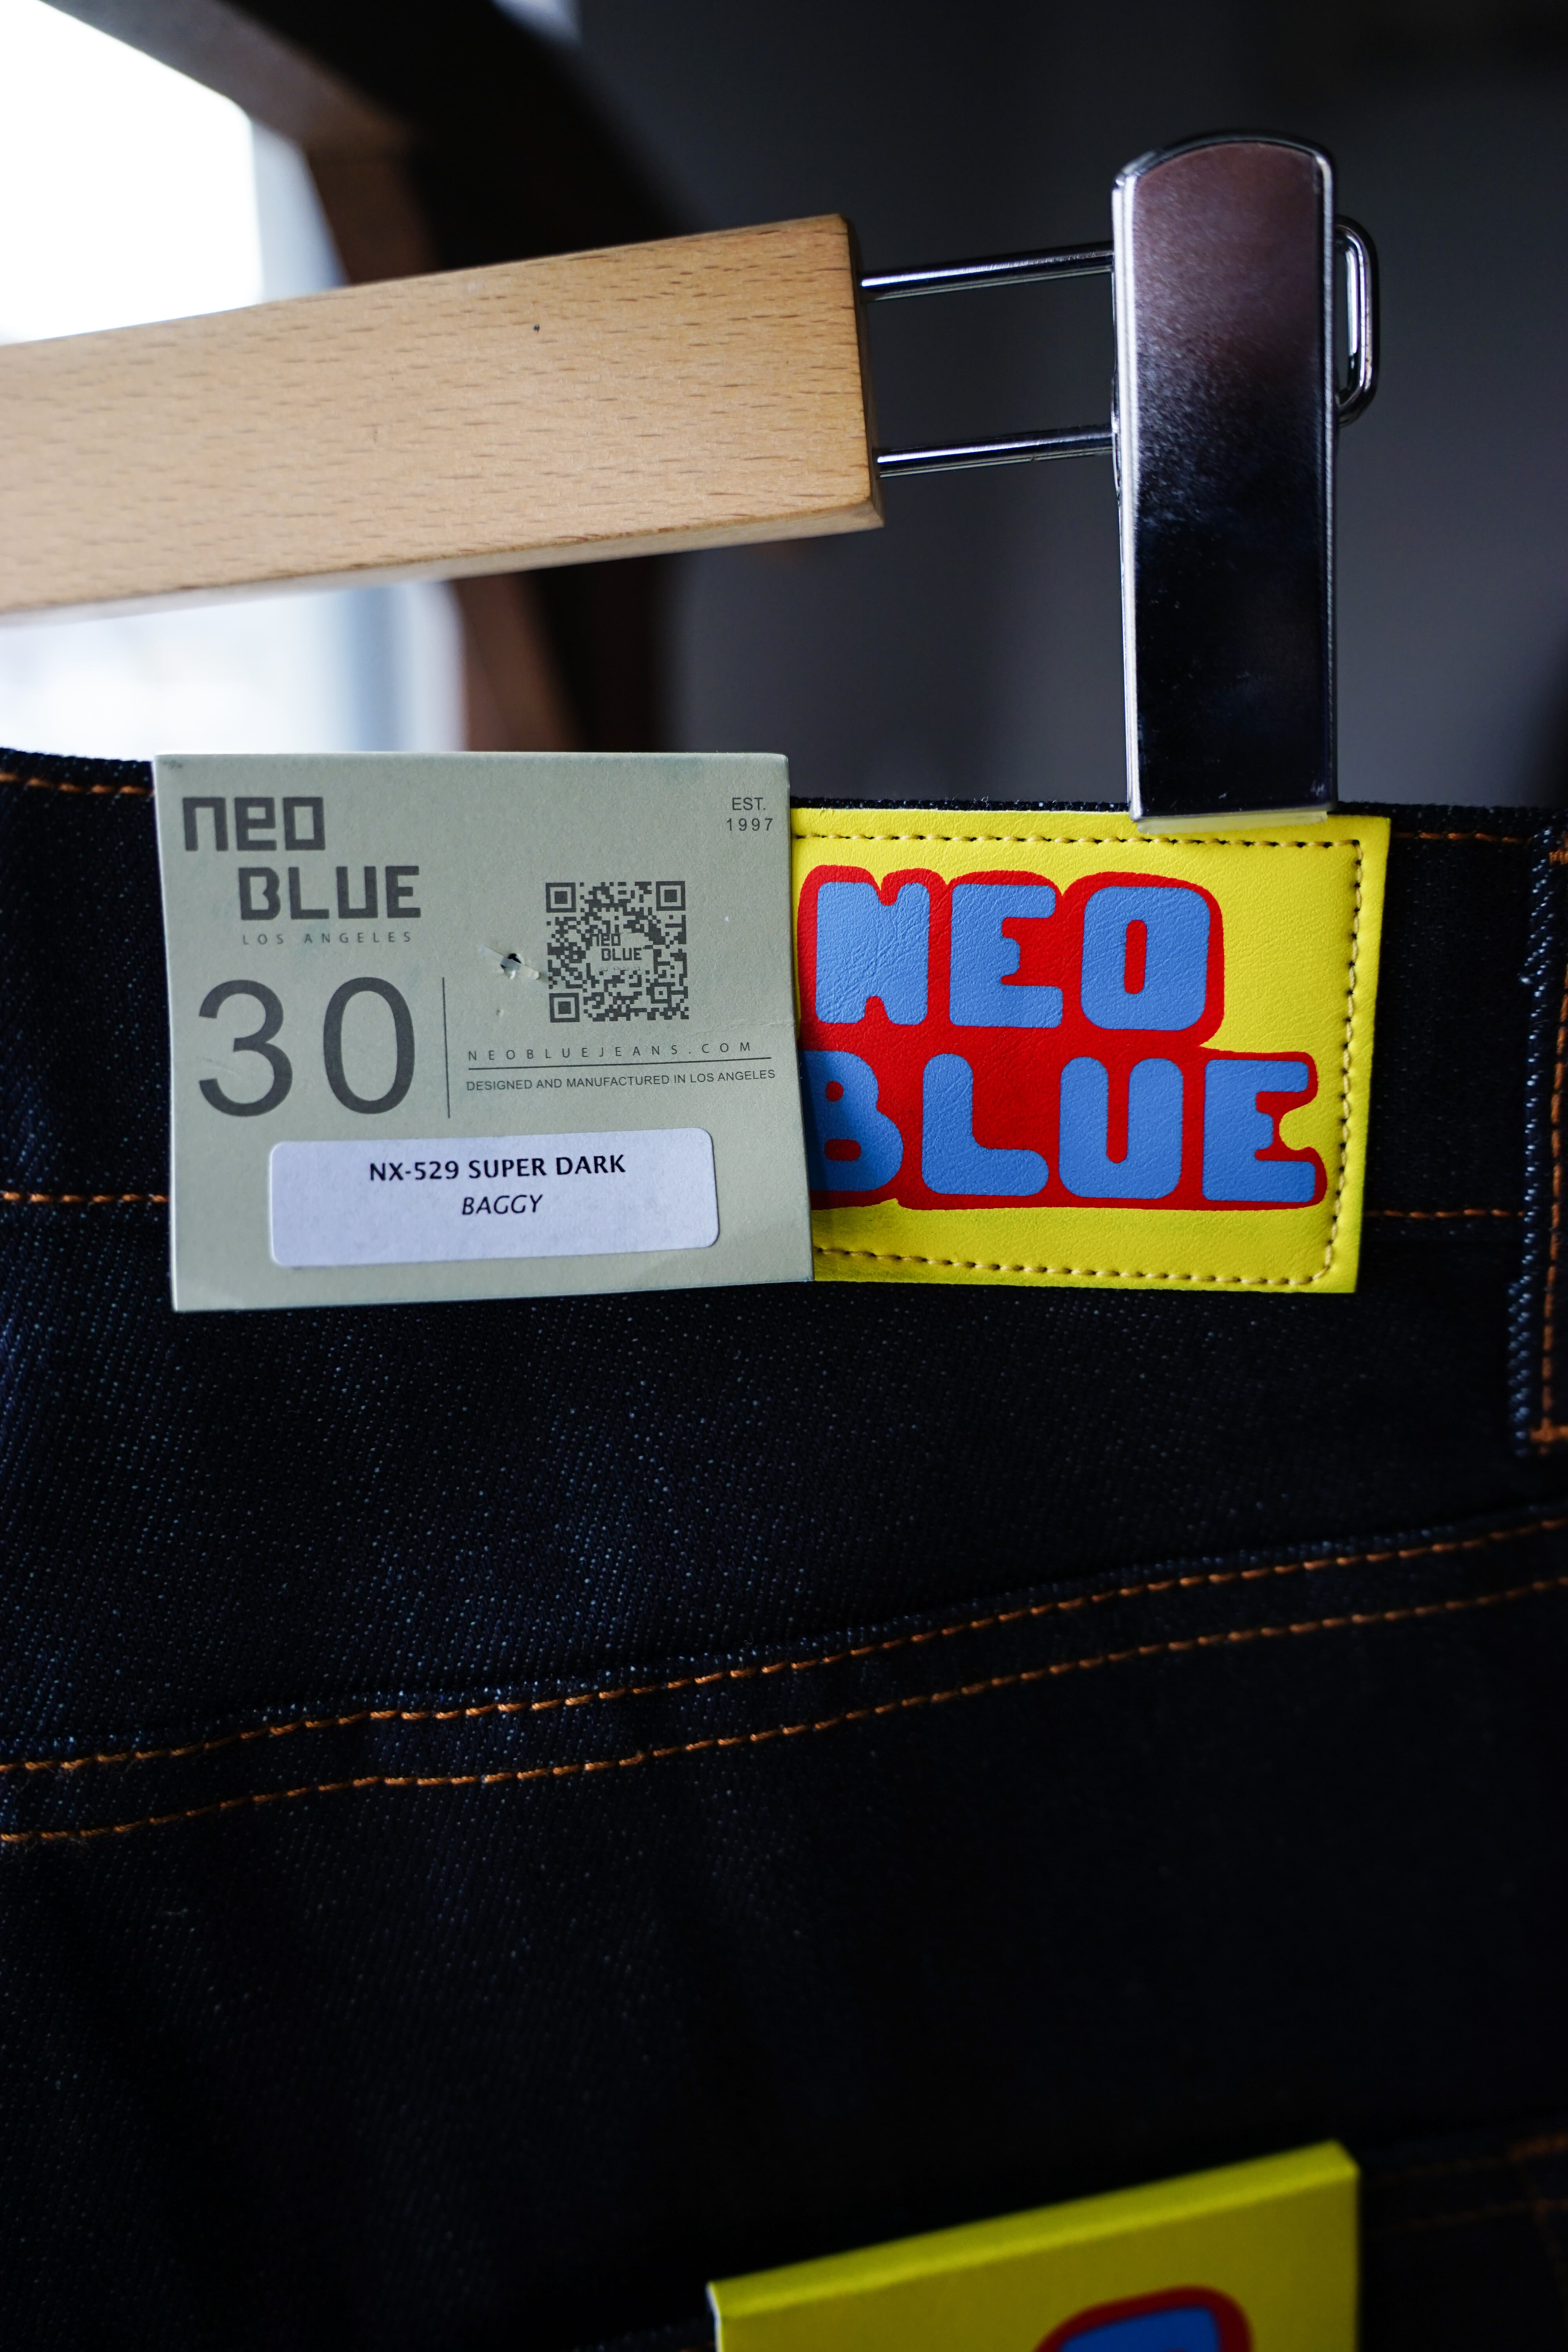 neo
BLUE
LOS ANGELES
EST.
1997
neo
BLUE
30
NEOBLUEJEANS.COM
DESIGNED AND MANUFACTURED IN LOS ANGELES
NX-529 SUPER DARK
BAGGY
NEO
BLUE